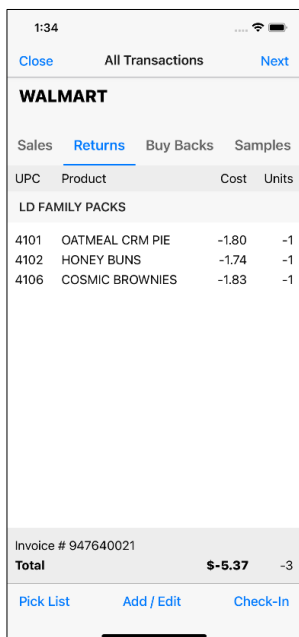 1:34
Close All Transactions Next
WALMART
Sales Returns Buy Backs Samples
UPC Product Cost Units
LD FAMILY PACKS
4101 OATMEAL CRM PIE -1.80 -1
4102 HONEY BUNS -1.74 -1
4106 COSMIC BROWNIES -1.83 -1
Invoice # 947640021
Total $-5.37 -3
Pick List Add / Edit Check-In